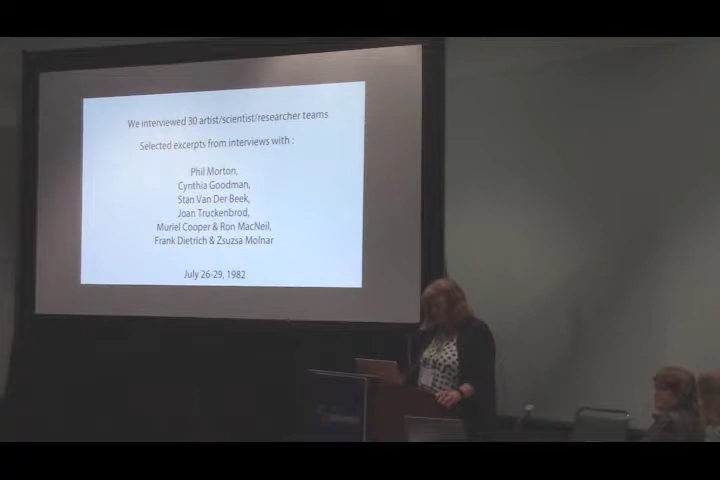 We interviewed 30 artist/scientist/researcher teams
Selected excerpts from interviews with :
Phil Morton,
Cynthia Goodman,
Stan Van Der Beek,
Joan Truckenbrod,
Muriel Cooper & Ron MacNeil,
Frank Dietrich & Zsuzsa Molnar
July 26-29, 1982